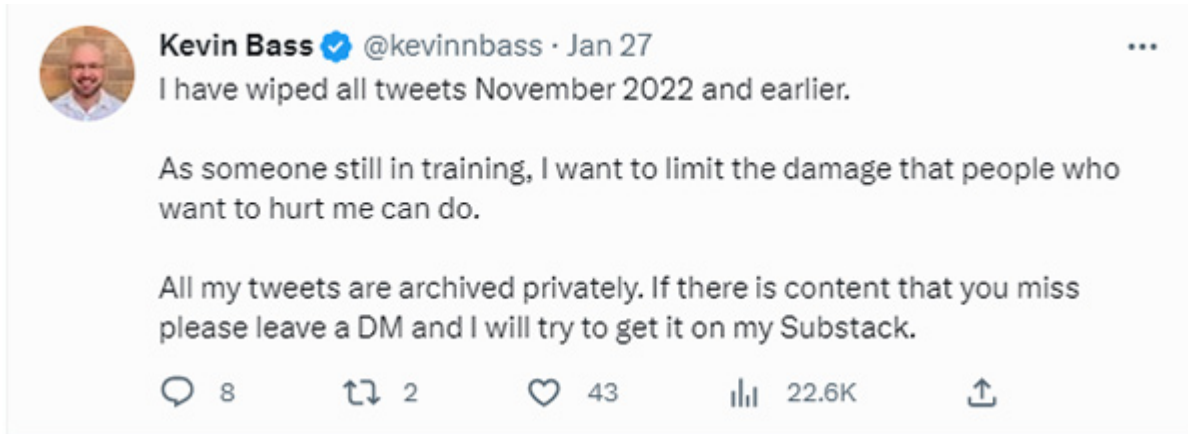 Kevin Bass @kevinnbass · Jan 27
I have wiped all tweets November 2022 and earlier.
As someone still in training, I want to limit the damage that people who
want to hurt me can do.
All my tweets are archived privately. If there is content that you miss
please leave a DM and I will try to get it on my Substack.
8 2 43 22.6K